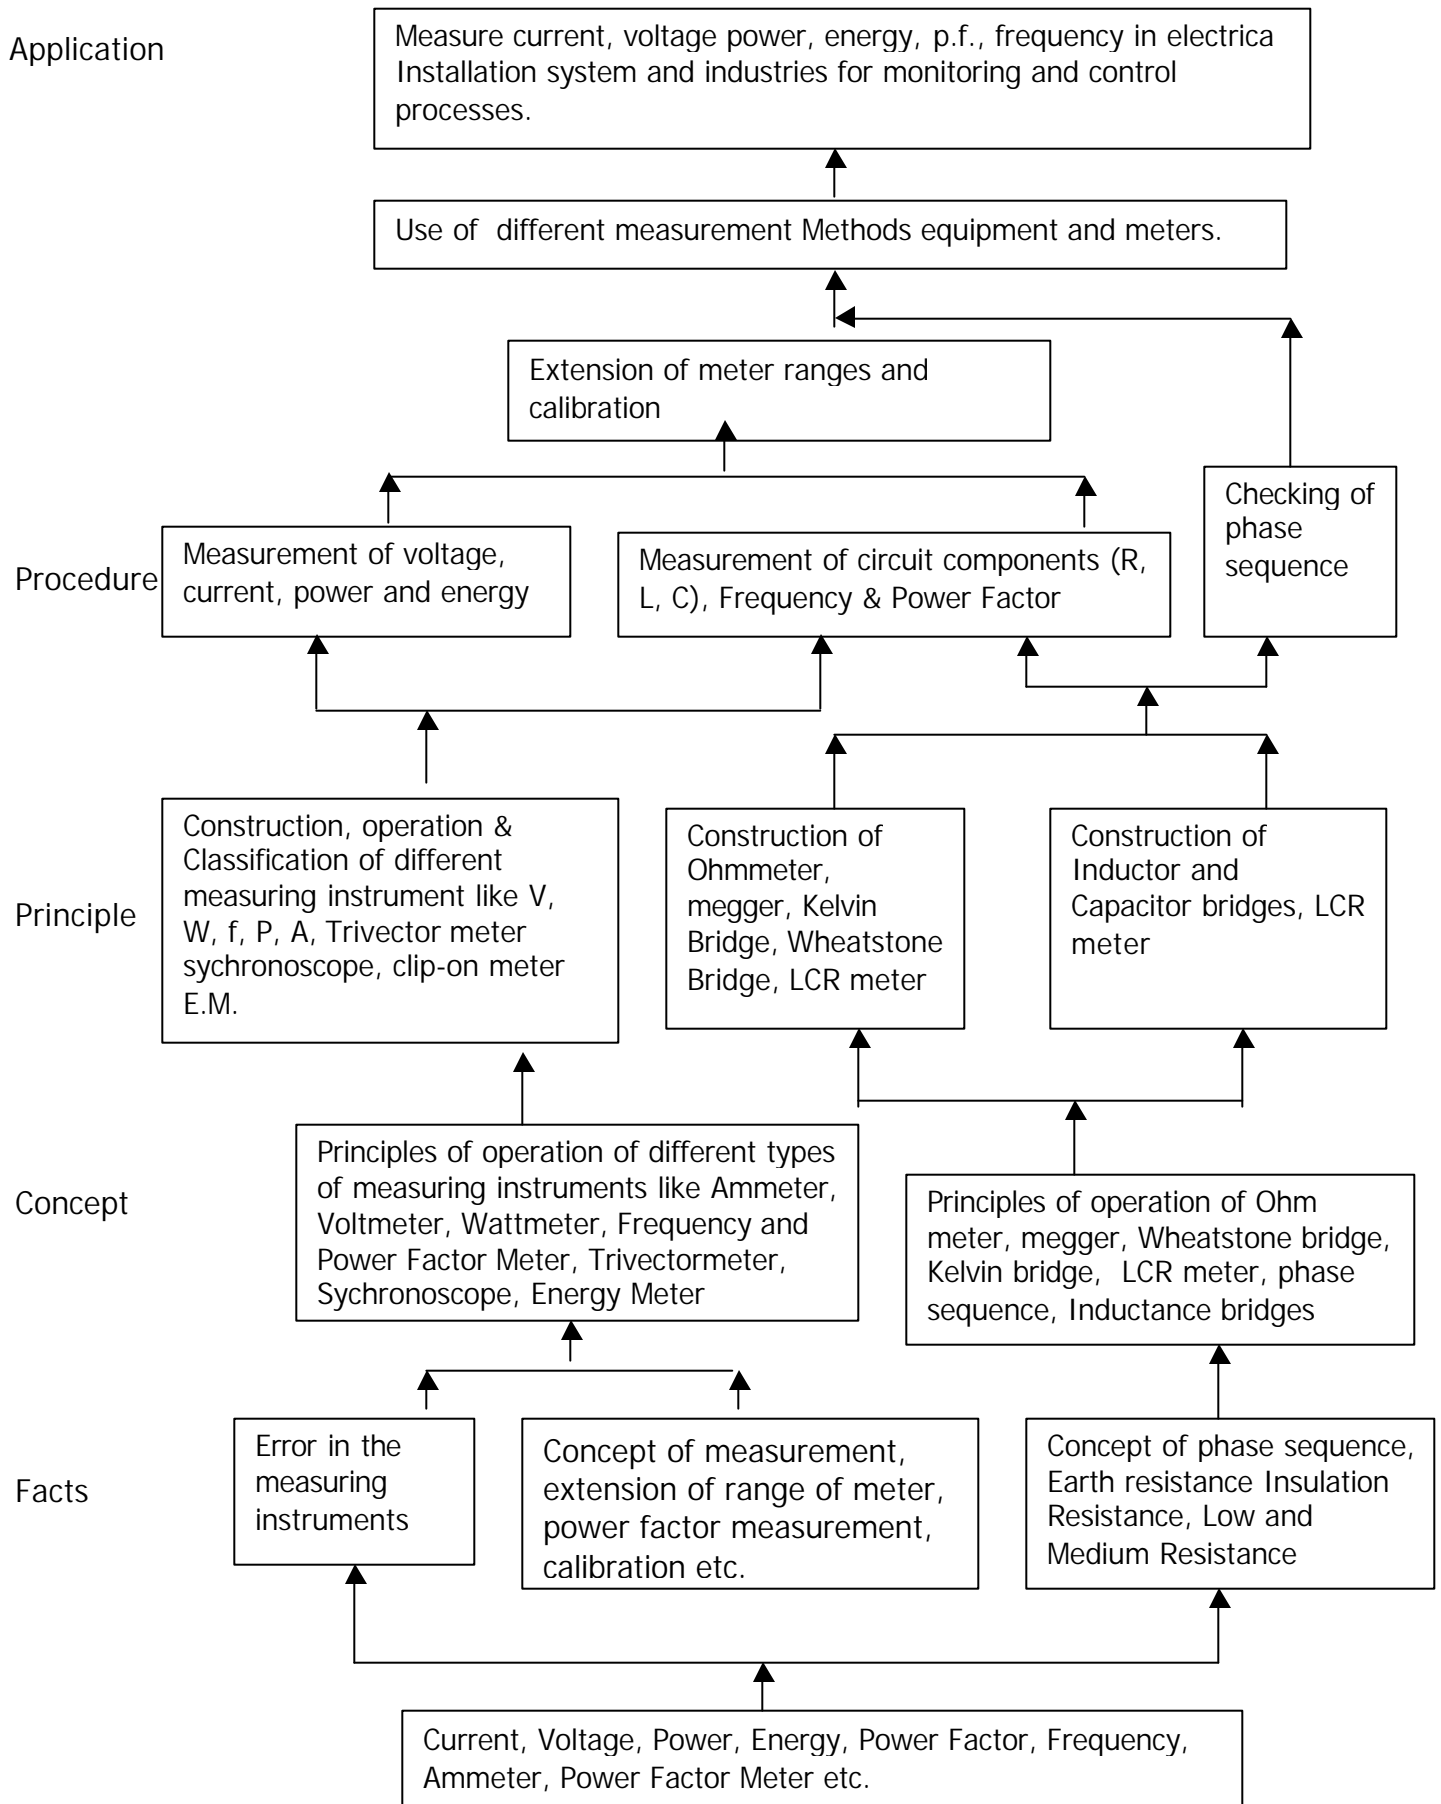 Application
Measure current, voltage power, energy, p.f., frequency in electrica
Installation system and industries for monitoring and control
processes.
Use of  different measurement Methods equipment and meters.
Extension of meter ranges and
calibration
Checking of
phase
sequence
Procedure
Measurement of voltage,
current, power and energy
Measurement of circuit components (R,
L, C), Frequency & Power Factor
Principle
Construction, operation &
Classification of different
measuring instrument like V,
W, f, P, A, Trivector meter
sychronoscope, clip-on meter
E.M.
Construction of
Ohmmeter,
megger, Kelvin
Bridge, Wheatstone
Bridge, LCR meter
Construction of
Inductor and
Capacitor bridges, LCR
meter
Concept
Principles of operation of different types
of measuring instruments like Ammeter,
Voltmeter, Wattmeter, Frequency and
Power Factor Meter, Trivectormeter,
Sychronoscope, Energy Meter
Principles of operation of Ohm
meter, megger, Wheatstone bridge,
Kelvin bridge,  LCR meter, phase
sequence, Inductance bridges
Facts
Error in the
measuring
instruments
Concept of measurement,
extension of range of meter,
power factor measurement,
calibration etc.
Concept of phase sequence,
Earth resistance Insulation
Resistance, Low and
Medium Resistance
Current, Voltage, Power, Energy, Power Factor, Frequency,
Ammeter, Power Factor Meter etc.